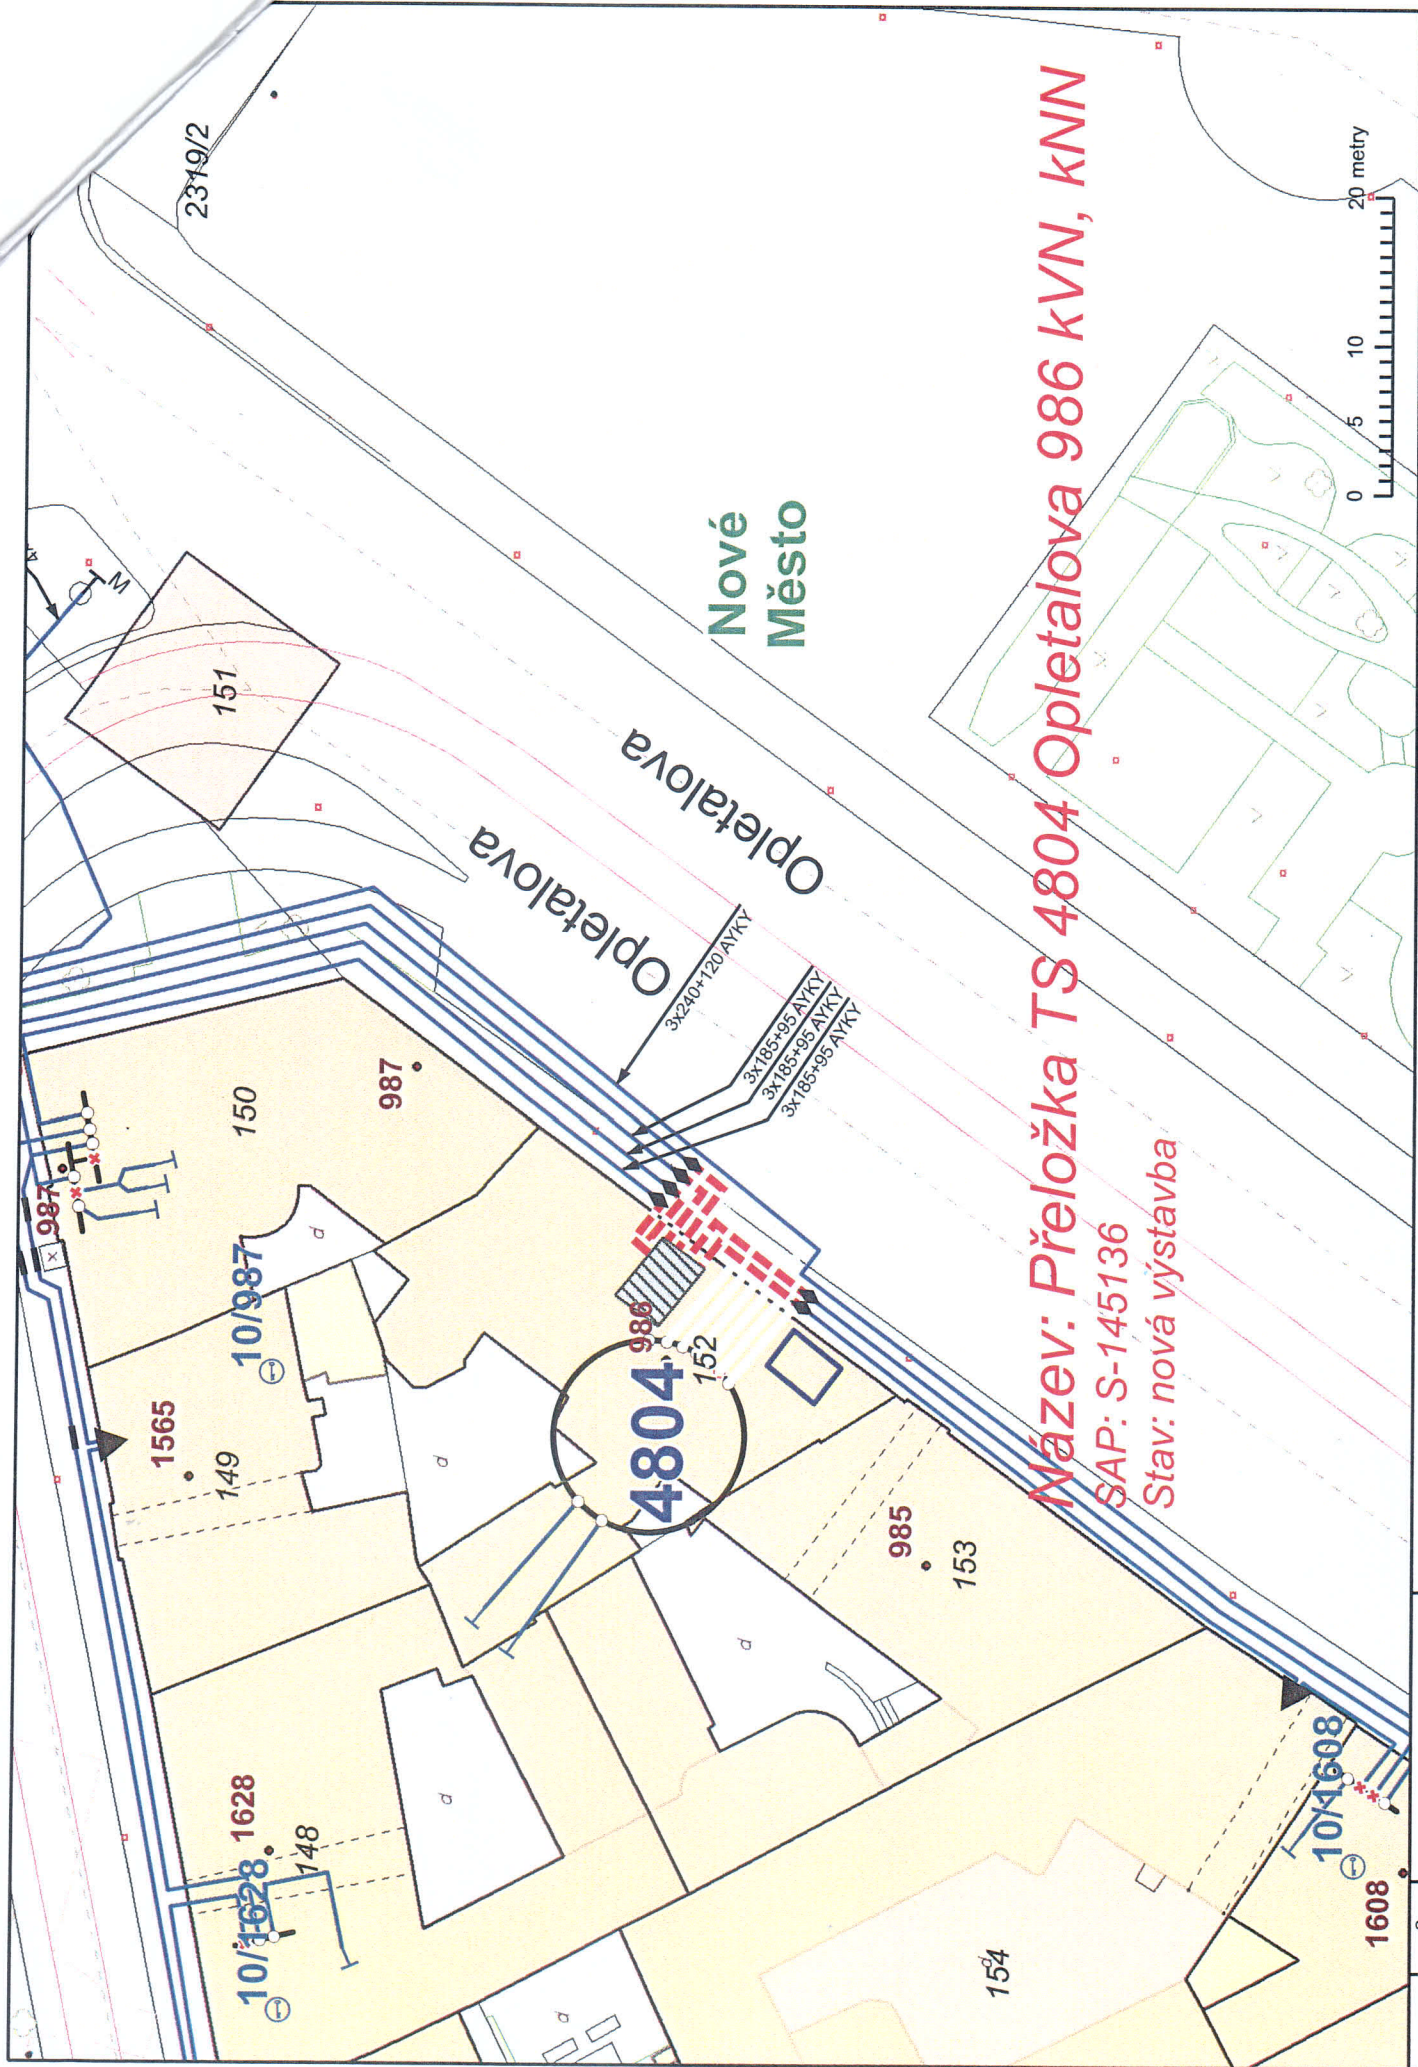 2319/2
M
151
Nové
Město
Opletalova
Opletalova
3x240+120 AYKY
3x185+95 AYKY
3x185+95 AYKY
3x185+95 AYKY
987
150
987
d
10/987
1565
149
d
986
4804
152
985
153
d
1628
148
10/1628
d
d
154
d
10/1608
1608
Název: Přeložka TS 4804 Opletalova 986 kVN, kNN
SAP: S-145136
Stav: nová výstavba
0
5
10
20 metry